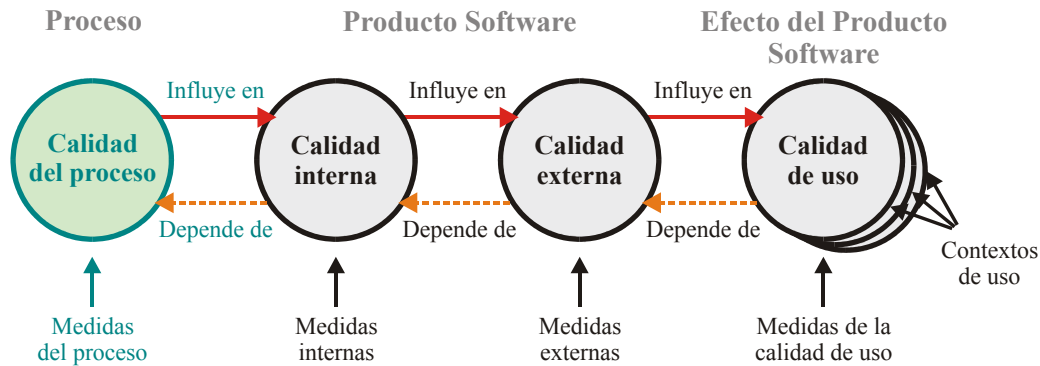 Proceso
Producto Software
Efecto del Producto
Software
Influye en
Influye en
Influye en
Calidad
del proceso
Calidad
interna
Calidad
externa
Calidad
de uso
Depende de
Depende de
Depende de
Contextos
de uso
Medidas
del proceso
Medidas
internas
Medidas
externas
Medidas de la
calidad de uso